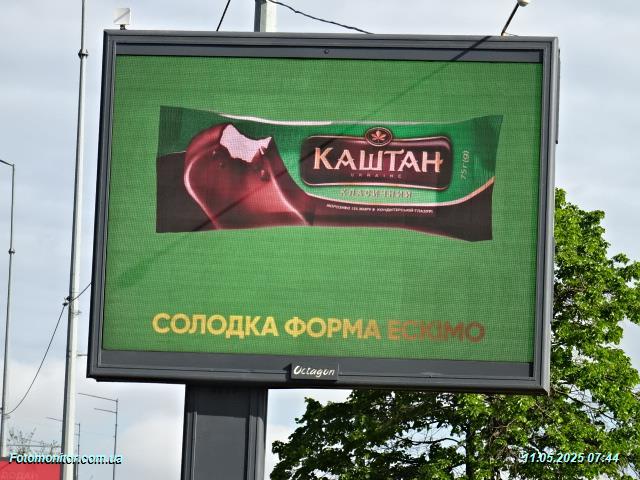 КАШТАН
UKRAINE
КЛАСИЧНИЙ
75 г (g)
СОЛОДКА ФОРМА ЕСКІМО
Octagon
Fotomonitor.com.ua
11.05.2025 07:44